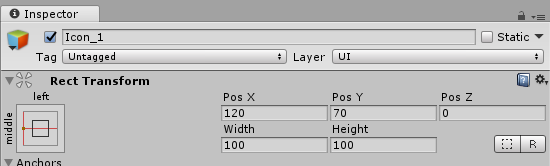 Inspector
Icon_1 Static
Tag Untagged Layer UI
Rect Transform
left Pos X Pos Y Pos Z
middle 120 70 0
Width Height
100 100 R
Anchors